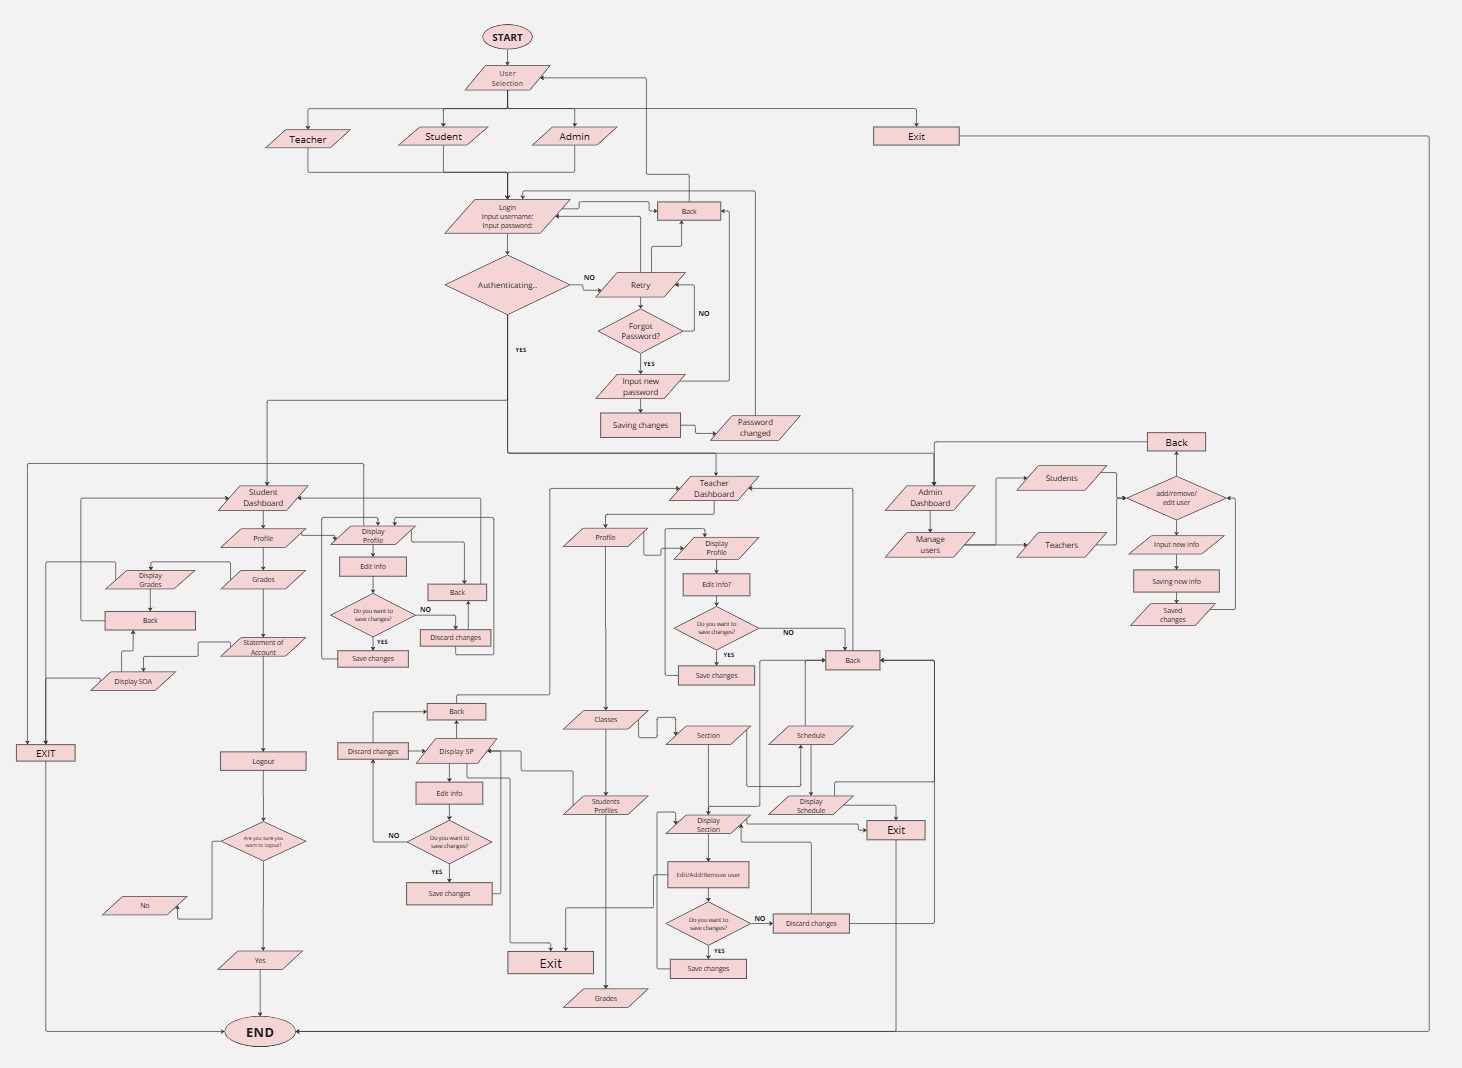 START
User
Selection
Teacher
Student
Admin
Exit
Login
Input username:
Input password:
Back
Authenticating..
NO
Retry
NO
Forgot
Password?
YES
YES
Input new
password
Saving changes
Password
changed
Back
Student
Dashboard
Teacher
Dashboard
Admin
Dashboard
Students
add/remove/
edit user
Profile
Display
Profile
Profile
Display
Profile
Manage
users
Teachers
Input new info
Edit info
Display
Grades
Grades
Back
Edit info?
Saving new info
Back
Do you want to
save changes?
NO
Discard changes
Do you want to
save changes?
NO
Saved
changes
Statement of
Account
YES
Save changes
YES
Back
Display SOA
Save changes
Back
Classes
Section
Schedule
EXIT
Logout
Discard changes
Display SP
Edit info
Students
Profiles
Display
Schedule
Display
Section
Exit
Are you sure you
want to logout?
NO
Do you want to
save changes?
YES
Edit/Add/Remove user
Save changes
No
Do you want to
save changes?
NO
Discard changes
YES
Yes
Exit
Save changes
Grades
END